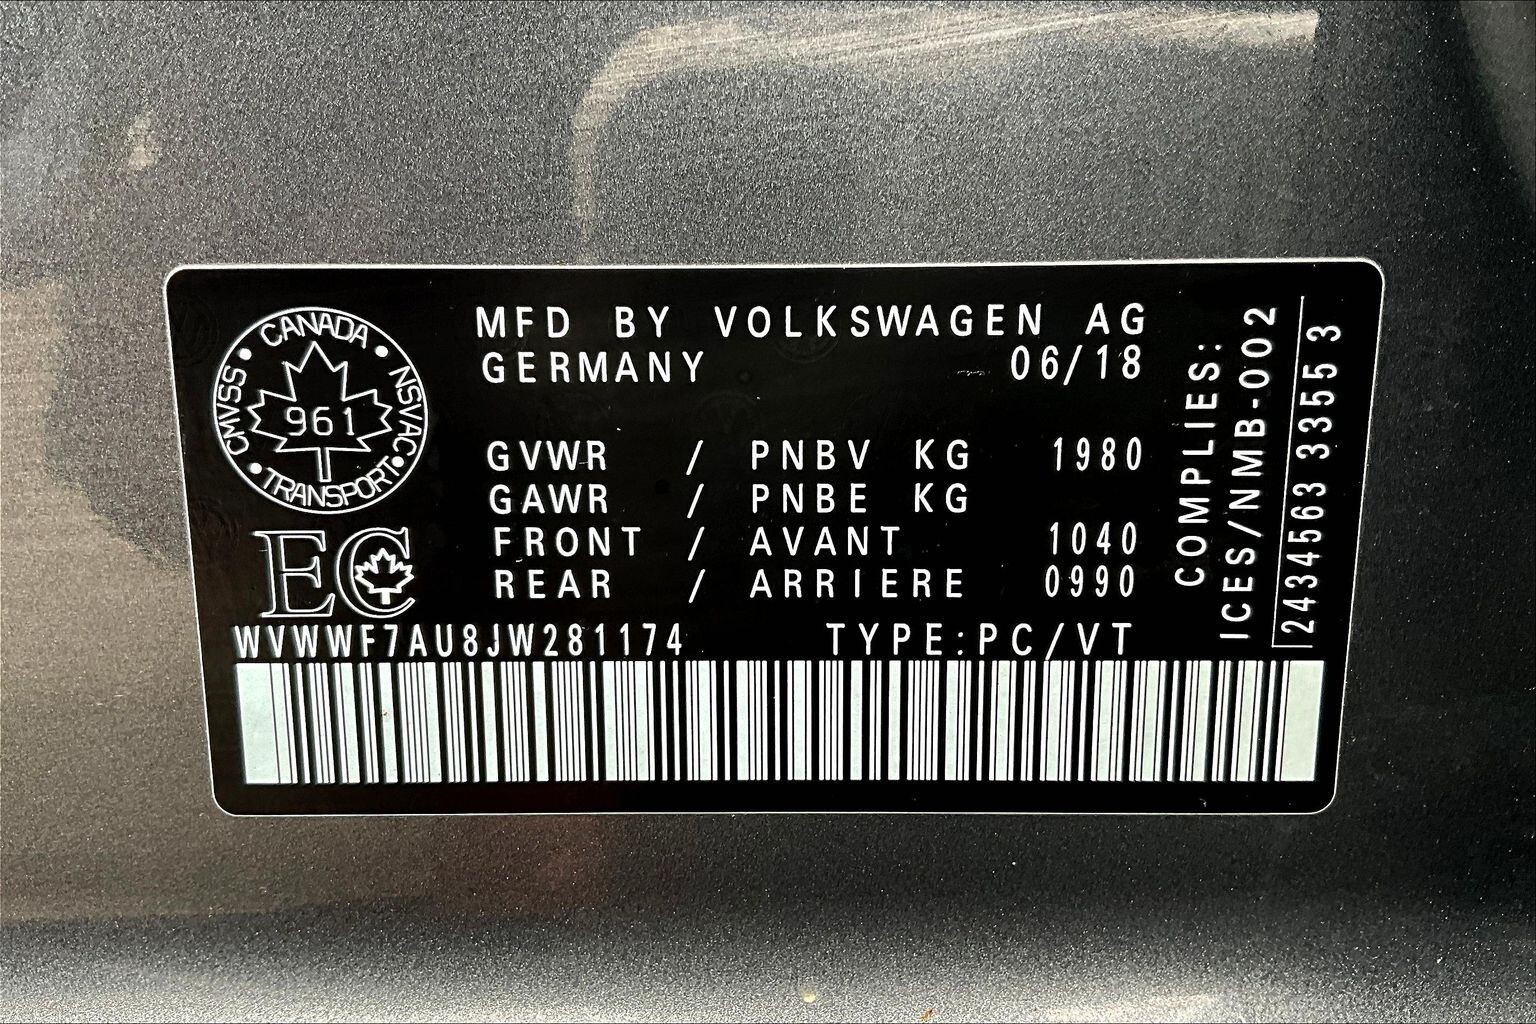 CANADA
CMVSS
NSVAC
961
TRANSPORT
EC
MFD BY VOLKSWAGEN AG
GERMANY 06/18
GVWR / PNBV KG 1980
GAWR / PNBE KG
FRONT / AVANT 1040
REAR / ARRIERE 0990
WVWWF7AU8JW281174 TYPE:PC/VT
COMPLIES:
ICES/NMB-002
2434563 3355 3